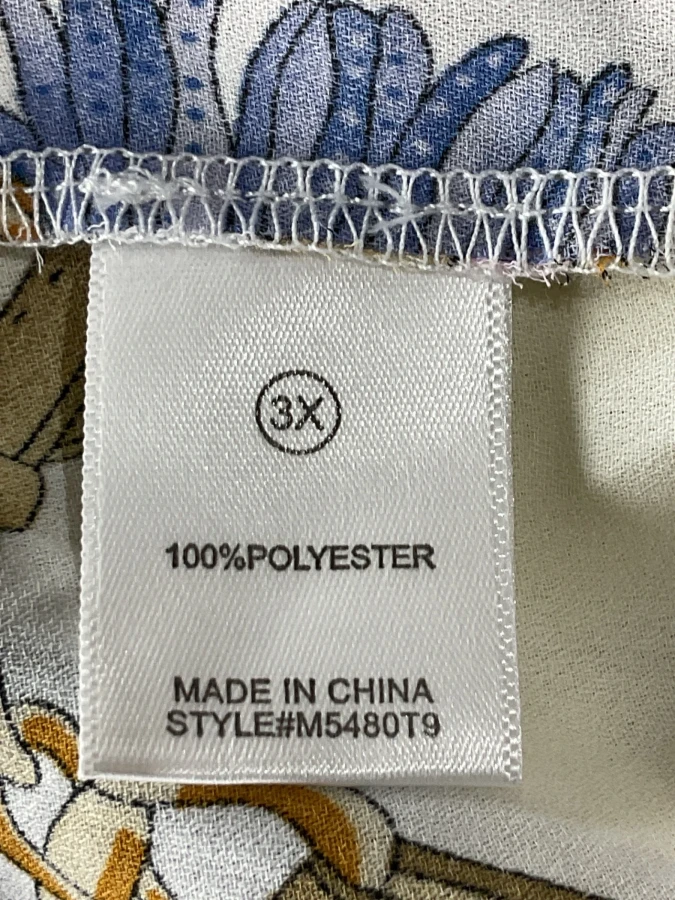 3X
100%POLYESTER
MADE IN CHINA
STYLE#M5480T9